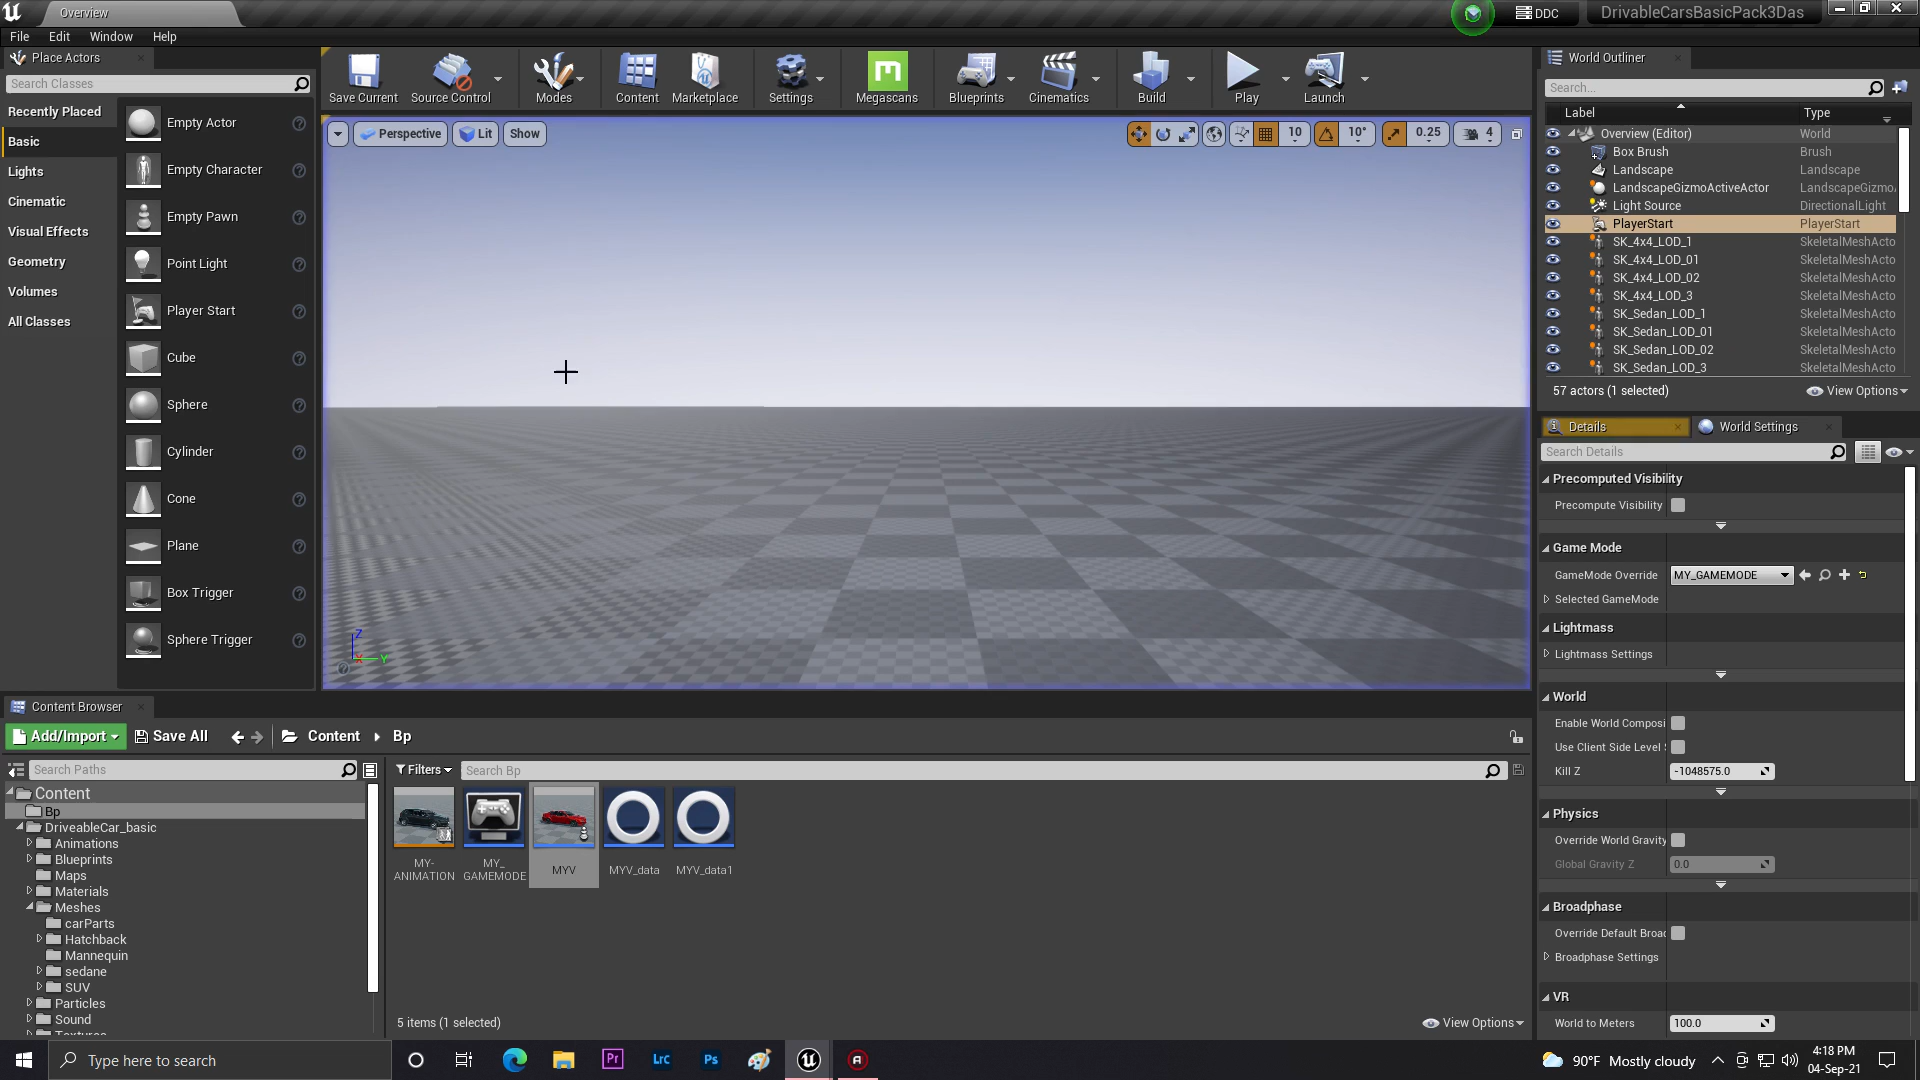 Overview
DDC
DrivableCarsBasicPack3Das
File Edit Window Help
Place Actors
Search Classes
Recently Placed
Basic
Lights
Cinematic
Visual Effects
Geometry
Volumes
All Classes
Empty Actor
Empty Character
Empty Pawn
Point Light
Player Start
Cube
Sphere
Cylinder
Cone
Plane
Box Trigger
Sphere Trigger
Save Current
Source Control
Modes
Content
Marketplace
Settings
Megascans
Blueprints
Cinematics
Build
Play
Launch
Perspective Lit Show
10 10° 0.25 4
Z
X Y
World Outliner
Search...
Label Type
Overview (Editor) World
Box Brush Brush
Landscape Landscape
LandscapeGizmoActiveActor LandscapeGizmo
Light Source DirectionalLight
PlayerStart PlayerStart
SK_4x4_LOD_1 SkeletalMeshActo
SK_4x4_LOD_01 SkeletalMeshActo
SK_4x4_LOD_02 SkeletalMeshActo
SK_4x4_LOD_3 SkeletalMeshActo
SK_Sedan_LOD_1 SkeletalMeshActo
SK_Sedan_LOD_01 SkeletalMeshActo
SK_Sedan_LOD_02 SkeletalMeshActo
SK_Sedan_LOD_3 SkeletalMeshActo
57 actors (1 selected) View Options
Details World Settings
Search Details
Precomputed Visibility
Precompute Visibility
Game Mode
GameMode Override MY_GAMEMODE
Selected GameMode
Lightmass
Lightmass Settings
World
Enable World Composi
Use Client Side Level
Kill Z -1048575.0
Physics
Override World Gravity
Global Gravity Z 0.0
Broadphase
Override Default Broad
Broadphase Settings
VR
World to Meters 100.0
Content Browser
Add/Import Save All Content Bp
Search Paths
Content
Bp
DriveableCar_basic
Animations
Blueprints
Maps
Materials
Meshes
carParts
Hatchback
Mannequin
sedane
SUV
Particles
Sound
Textures
Filters Search Bp
MY-
ANIMATION
MY_
GAMEMODE
MYV
MYV_data
MYV_data1
5 items (1 selected) View Options
Type here to search
Pr
Lrc
Ps
90°F Mostly cloudy
4:18 PM
04-Sep-21